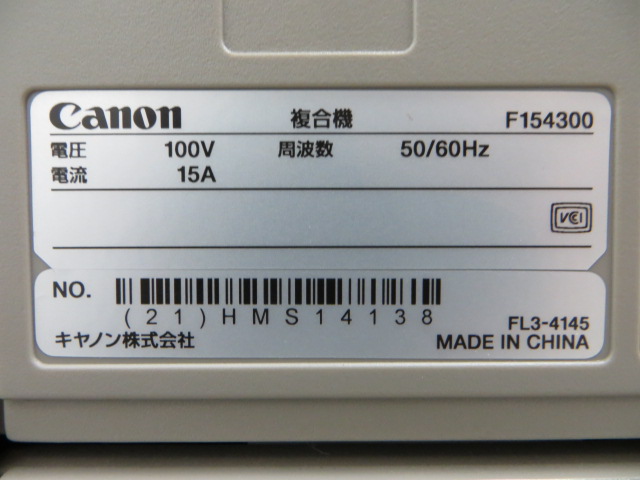 Canon 複合機 F154300
電圧 100V 周波数 50/60Hz
電流 15A
VCCI
NO.
(21)HMS14138
FL3-4145
キヤノン株式会社 MADE IN CHINA